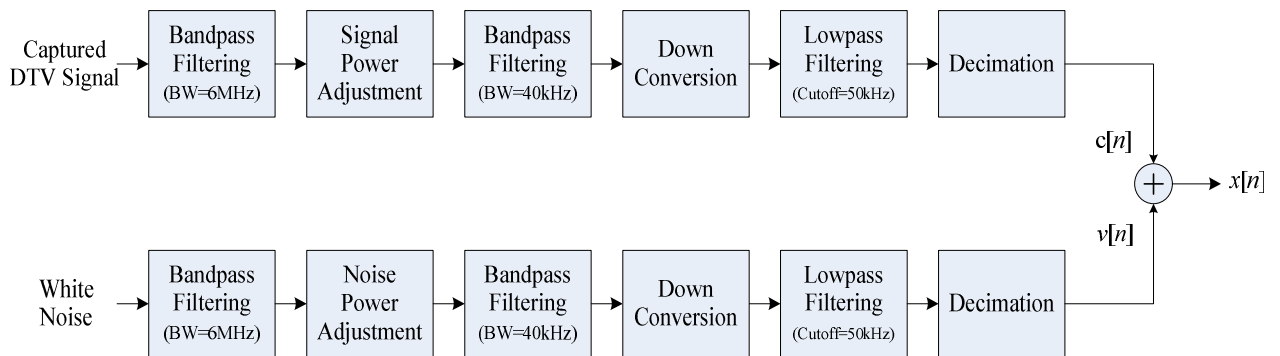 Captured
DTV Signal
Bandpass
Filtering
(BW=6MHz)
Signal
Power
Adjustment
Bandpass
Filtering
(BW=40kHz)
Down
Conversion
Lowpass
Filtering
(Cutoff=50kHz)
Decimation
c[n]
+
x[n]
v[n]
White
Noise
Bandpass
Filtering
(BW=6MHz)
Noise
Power
Adjustment
Bandpass
Filtering
(BW=40kHz)
Down
Conversion
Lowpass
Filtering
(Cutoff=50kHz)
Decimation